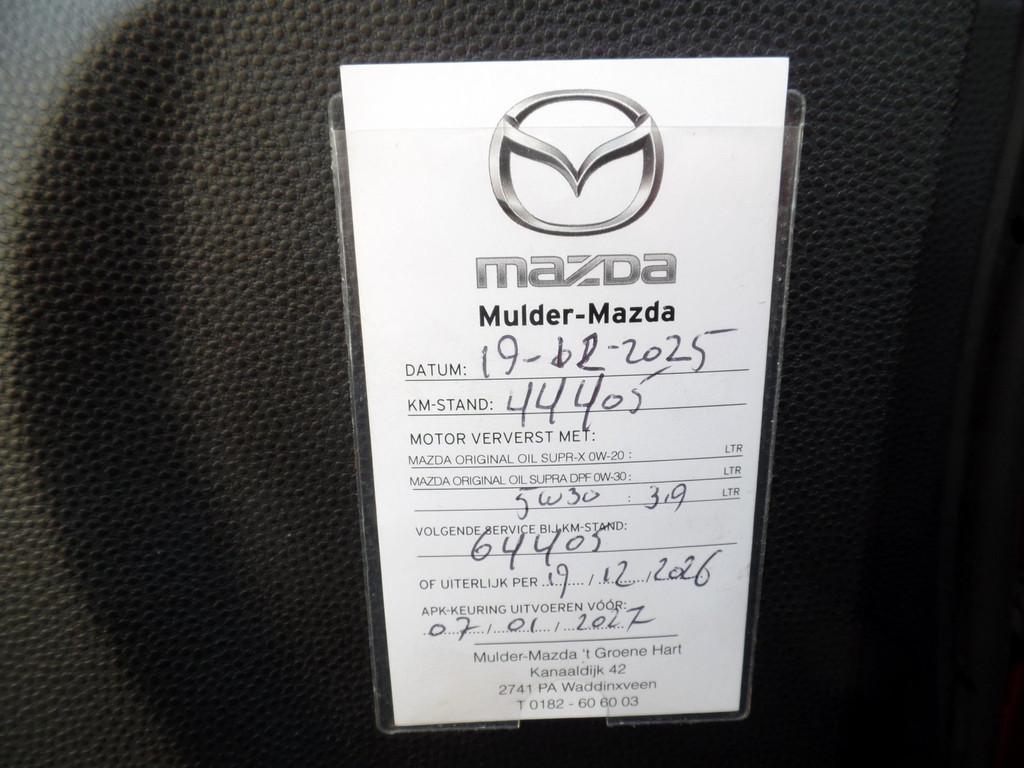 mazda
Mulder-Mazda
DATUM: 19-12-2025
KM-STAND: 44405
MOTOR VERVERST MET:
MAZDA ORIGINAL OIL SUPR-X 0W-20 : LTR
MAZDA ORIGINAL OIL SUPRA DPF 0W-30 : LTR
5W30 : 3,9 LTR
VOLGENDE SERVICE BIJ KM-STAND:
64405
OF UITERLIJK PER 19 / 12 / 2026
APK-KEURING UITVOEREN VÓÓR:
07 / 01 / 2027
Mulder-Mazda 't Groene Hart
Kanaaldijk 42
2741 PA Waddinxveen
T 0182 - 60 60 03